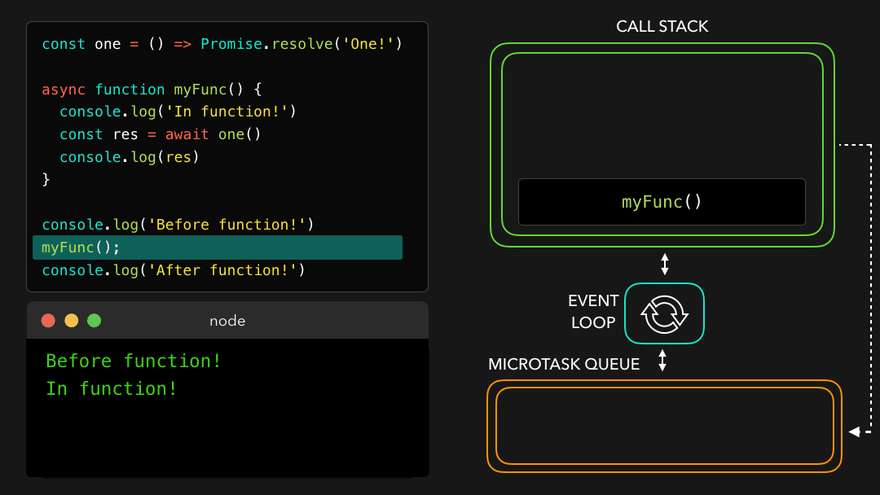 const one = () => Promise.resolve('One!')
async function myFunc() {
console.log('In function!')
const res = await one()
console.log(res)
}
console.log('Before function!')
myFunc();
console.log('After function!')
node
Before function!
In function!
CALL STACK
myFunc()
EVENT
LOOP
MICROTASK QUEUE